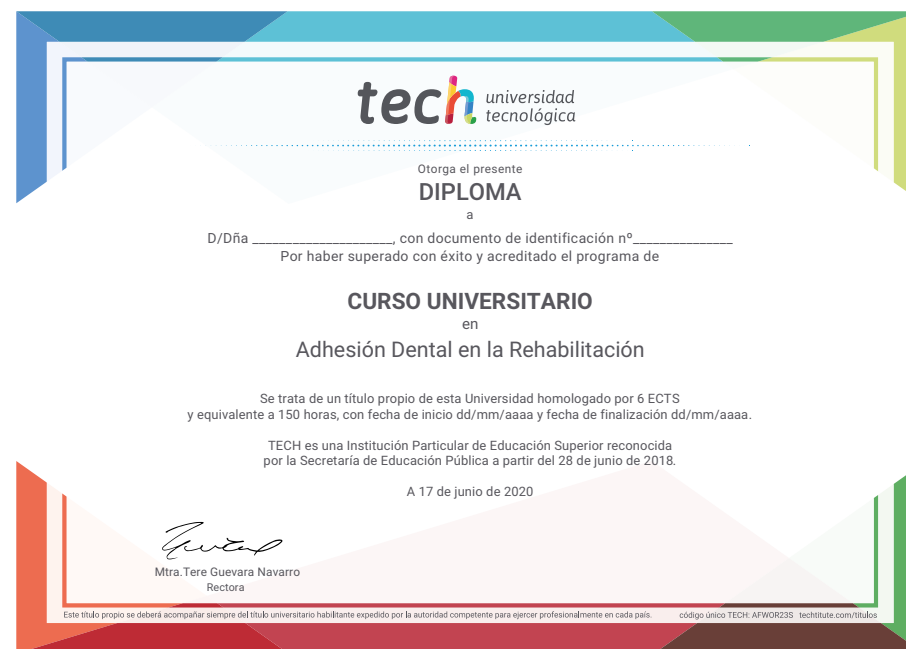 tech universidad
tecnológica
Otorga el presente
DIPLOMA
a
D/Dña _____________________, con documento de identificación nº_______________
Por haber superado con éxito y acreditado el programa de
CURSO UNIVERSITARIO
en
Adhesión Dental en la Rehabilitación
Se trata de un título propio de esta Universidad homologado por 6 ECTS
y equivalente a 150 horas, con fecha de inicio dd/mm/aaaa y fecha de finalización dd/mm/aaaa.
TECH es una Institución Particular de Educación Superior reconocida
por la Secretaría de Educación Pública a partir del 28 de junio de 2018.
A 17 de junio de 2020
Mtra.Tere Guevara Navarro
Rectora
Este título propio se deberá acompañar siempre del título universitario habilitante expedido por la autoridad competente para ejercer profesionalmente en cada país. código único TECH: AFWOR23S techtitute.com/titulos